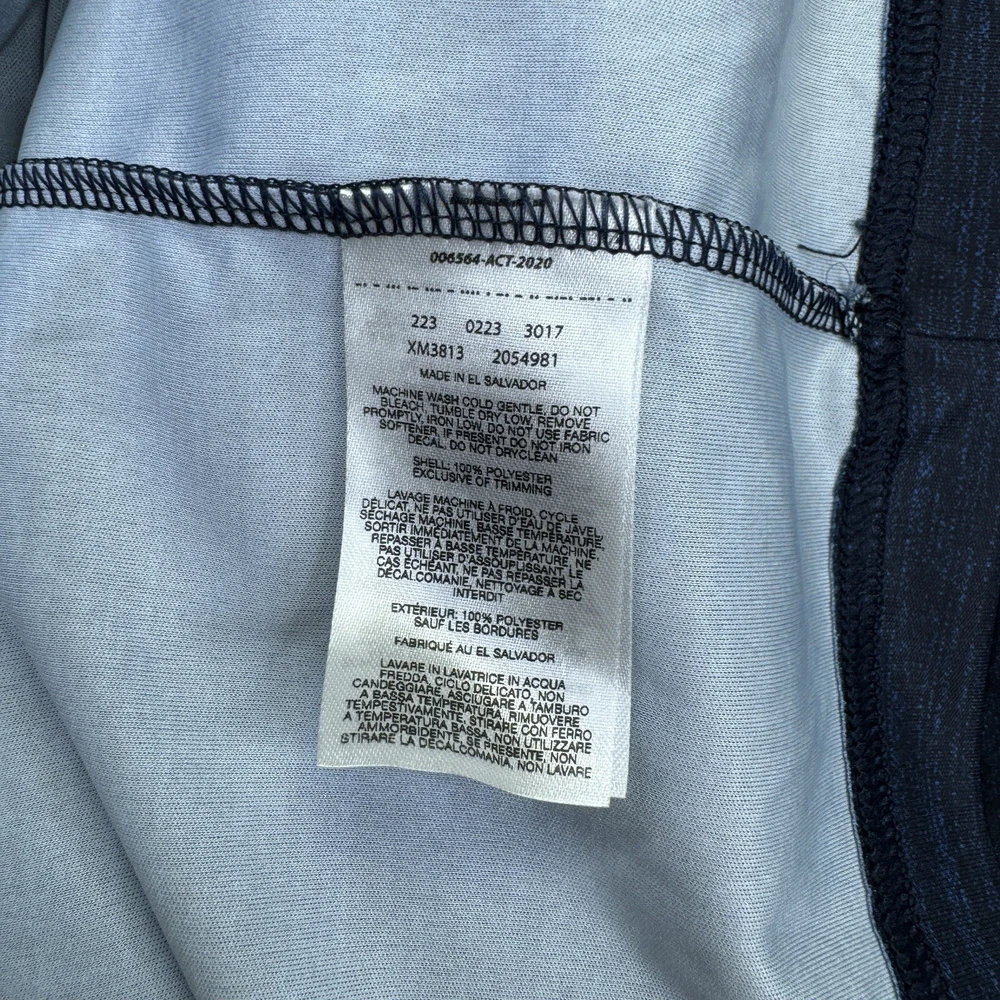 006564-ACT-2020
223 0223 3017
XM3813 2054981
MADE IN EL SALVADOR
MACHINE WASH COLD GENTLE, DO NOT
BLEACH, TUMBLE DRY LOW, REMOVE
PROMPTLY, IRON LOW, DO NOT USE FABRIC
SOFTENER, IF PRESENT DO NOT IRON
DECAL, DO NOT DRYCLEAN
SHELL: 100% POLYESTER
EXCLUSIVE OF TRIMMING
LAVAGE MACHINE À FROID, CYCLE
DÉLICAT, NE PAS UTILISER D'EAU DE JAVEL,
SÉCHAGE MACHINE, BASSE TEMPÉRATURE,
SORTIR IMMÉDIATEMENT DE LA MACHINE,
REPASSER À BASSE TEMPÉRATURE, NE
PAS UTILISER D'ASSOUPLISSANT, LE
CAS ÉCHÉANT, NE PAS REPASSER LA
DÉCALCOMANIE, NETTOYAGE À SEC
INTERDIT
EXTÉRIEUR: 100% POLYESTER
SAUF LES BORDURES
FABRIQUÉ AU EL SALVADOR
LAVARE IN LAVATRICE IN ACQUA
FREDDA, CICLO DELICATO, NON
CANDEGGIARE, ASCIUGARE A TAMBURO
A BASSA TEMPERATURA, RIMUOVERE
TEMPESTIVAMENTE, STIRARE CON FERRO
A TEMPERATURA BASSA, NON UTILIZZARE
AMMORBIDENTE, SE PRESENTE, NON
STIRARE LA DECALCOMANIA, NON LAVARE